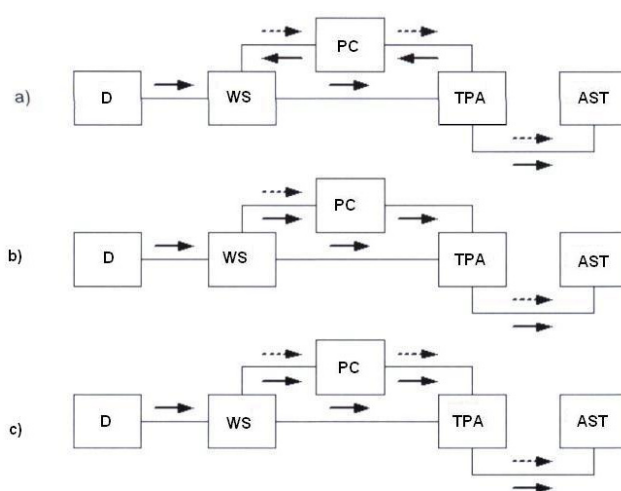 PC
a) D WS TPA AST
PC
b) D WS TPA AST
PC
c) D WS TPA AST